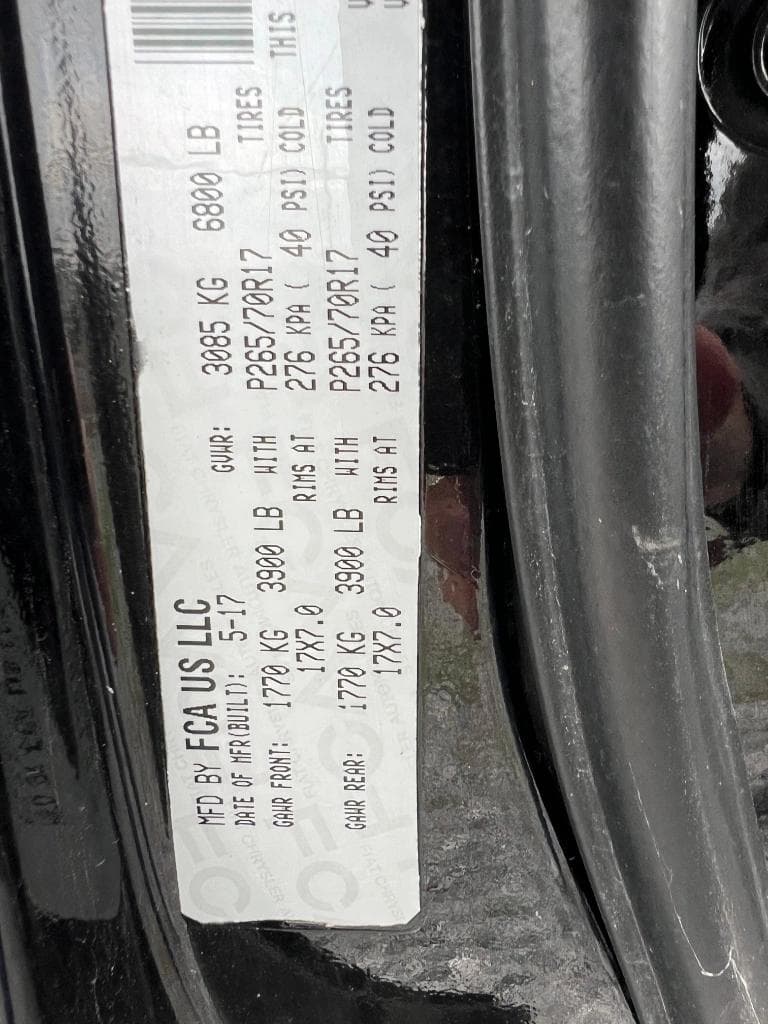 MFD BY FCA US LLC
DATE OF MFR(BUILT): 5-17 GVWR: 3085 KG 6800 LB
GAWR FRONT: 1770 KG 3900 LB WITH P265/70R17 TIRES
17X7.0 RIMS AT 276 KPA ( 40 PSI) COLD THIS
GAWR REAR: 1770 KG 3900 LB WITH P265/70R17 TIRES
17X7.0 RIMS AT 276 KPA ( 40 PSI) COLD